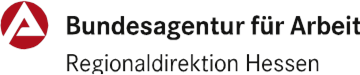 Bundesagentur für Arbeit
Regionaldirektion Hessen